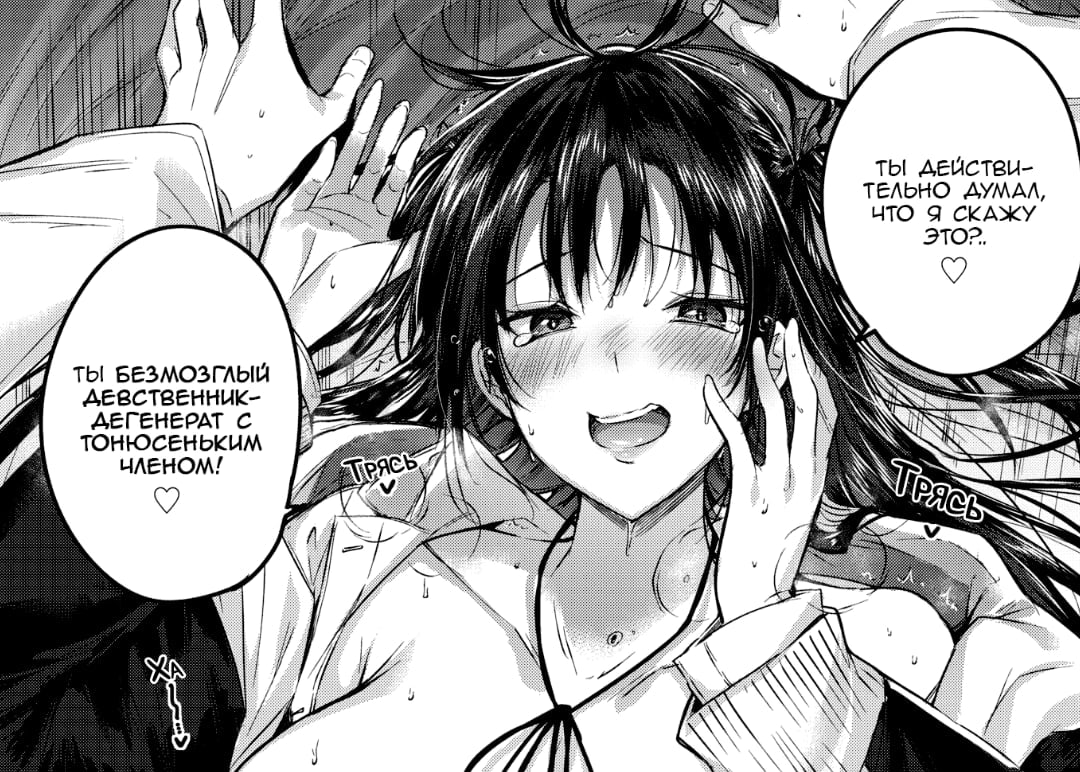 ТЫ ДЕЙСТВИ-
ТЕЛЬНО ДУМАЛ,
ЧТО Я СКАЖУ
ЭТО?..
♡
ТЫ БЕЗМОЗГЛЫЙ
ДЕВСТВЕННИК-
ДЕГЕНЕРАТ С
ТОНЮСЕНЬКИМ
ЧЛЕНОМ!
♡
ТРЯСЬ
ТРЯСЬ
ХА